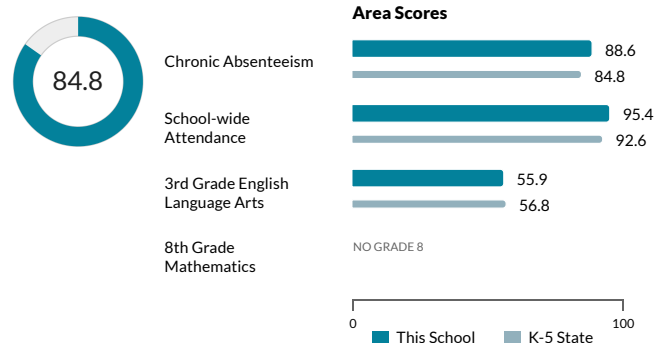 Area Scores
84.8
Chronic Absenteeism
88.6
84.8
School-wide
Attendance
95.4
92.6
3rd Grade English
Language Arts
55.9
56.8
8th Grade
Mathematics
NO GRADE 8
0
100
This School
K-5 State